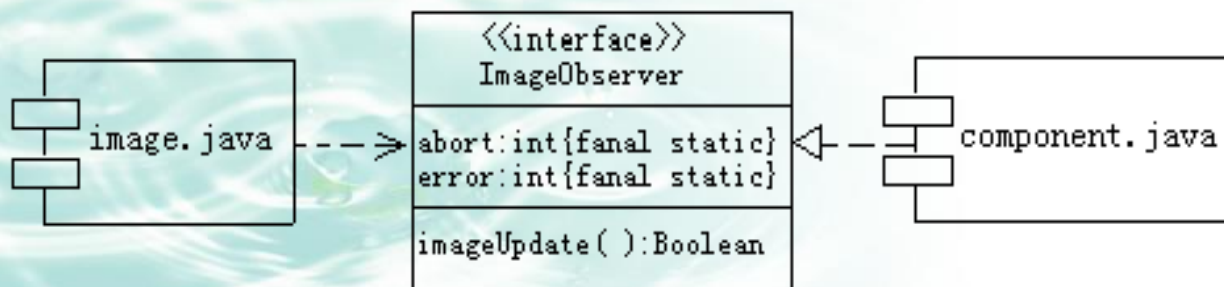 <<interface>>
ImageObserver
image.java
abort:int{fanal static}
error:int{fanal static}
component.java
imageUpdate( ):Boolean